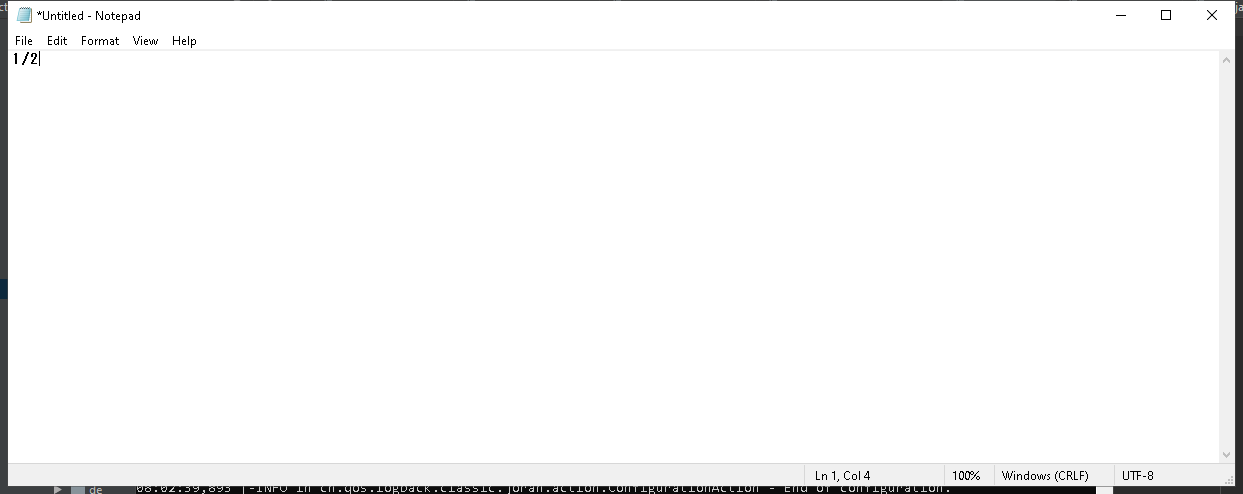 *Untitled - Notepad
File Edit Format View Help
1/2
Ln 1, Col 4 100% Windows (CRLF) UTF-8
de 08:02:39,893 |-INFO in ch.qos.logback.classic.joran.action.ConfigurationAction - End of configuration.